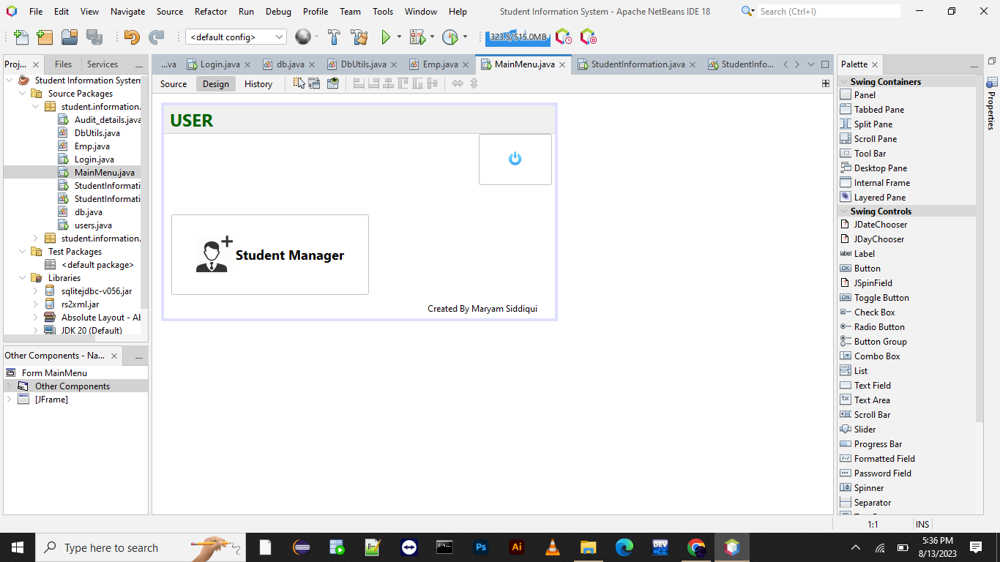 File Edit View Navigate Source Refactor Run Debug Profile Team Tools Window Help Student Information System - Apache NetBeans IDE 18 Search (Ctrl+I)
<default config> 323.5/515.0MB
Proj... Files Services ...va Login.java db.java DbUtils.java Emp.java MainMenu.java StudentInformation.java StudentInfo... Palette
Source Design History
Student Information System
Source Packages
student.information.
Audit_details.java
DbUtils.java
Emp.java
Login.java
MainMenu.java
StudentInformati
StudentInformati
db.java
users.java
student.information.
Test Packages
<default package>
Libraries
sqlitejdbc-v056.jar
rs2xml.jar
Absolute Layout - Ab
JDK 20 (Default)
Other Components - Na...
Form MainMenu
Other Components
[JFrame]
USER
Student Manager
Created By Maryam Siddiqui
Swing Containers
Panel
Tabbed Pane
Split Pane
Scroll Pane
Tool Bar
Desktop Pane
Internal Frame
Layered Pane
Swing Controls
JDateChooser
JDayChooser
label Label
OK Button
JSpinField
ON Toggle Button
Check Box
Radio Button
Button Group
Combo Box
List
Text Field
Text Area
Scroll Bar
Slider
Progress Bar
Formatted Field
Password Field
Spinner
Separator
Properties
1:1 INS
Type here to search
Ps Ai DEV
5:36 PM
8/13/2023